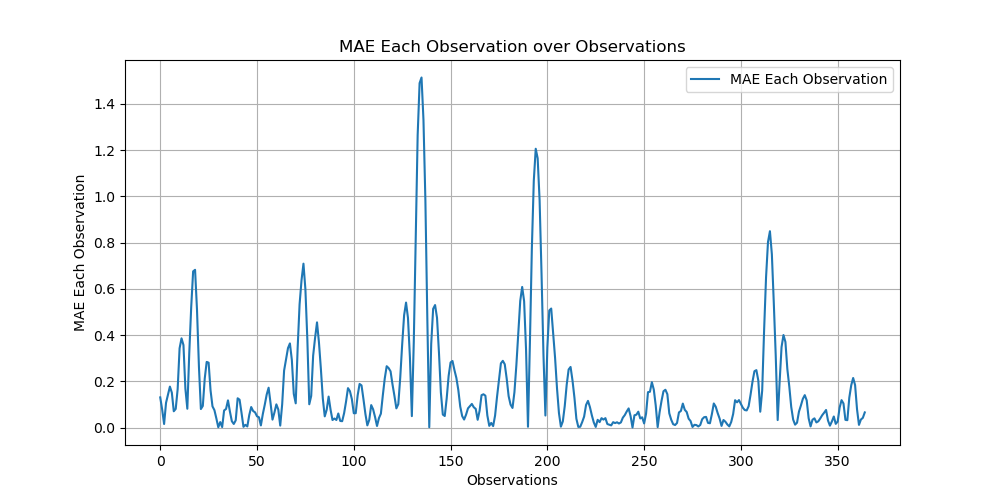 MAE Each Observation over Observations
MAE Each Observation
1.4
1.2
1.0
0.8
0.6
0.4
0.2
0.0
MAE Each Observation
0 50 100 150 200 250 300 350
Observations